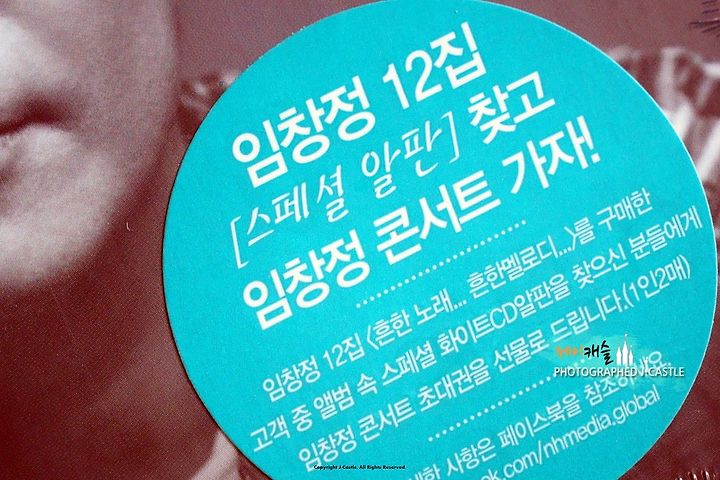 임창정 12집
[스페셜 알판] 찾고
임창정 콘서트 가자!
임창정 12집 <흔한 노래... 흔한멜로디...>를 구매한
고객 중 앨범 속 스페셜 화이트CD알판을 찾으신 분들에게
임창정 콘서트 초대권을 선물로 드립니다.(1인2매)
사항은 페이스북을 참조하
ok.com/nhmedia.global
캐슬
PHOTOGRAPHED J-CASTLE
Copyright J-Castle. All Rights Reserved.